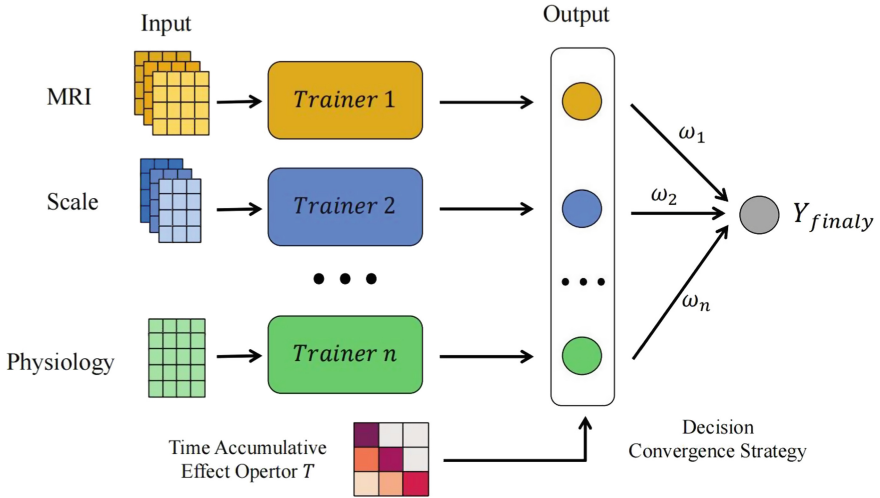 Input
Output
MRI
Trainer 1
ω₁
Scale
Trainer 2
ω₂
Y_finaly
• • •
• • •
ωₙ
Physiology
Trainer n
Time Accumulative
Effect Opertor T
Decision
Convergence Strategy